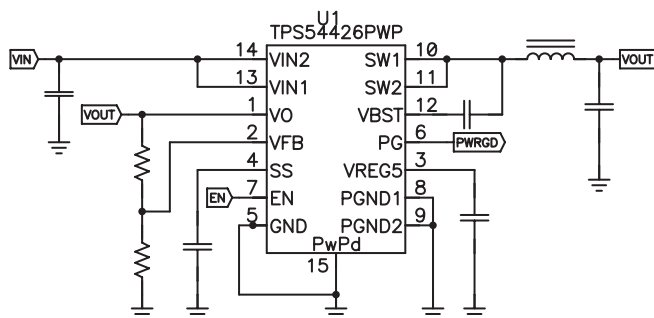 U1
TPS54426PWP
VIN
14 VIN2 SW1 10 VOUT
13 VIN1 SW2 11
VOUT 1 VO VBST 12
2 VFB PG 6 PWRGD
4 SS VREG5 3
EN 7 EN PGND1 8
5 GND PGND2 9
PwPd
15